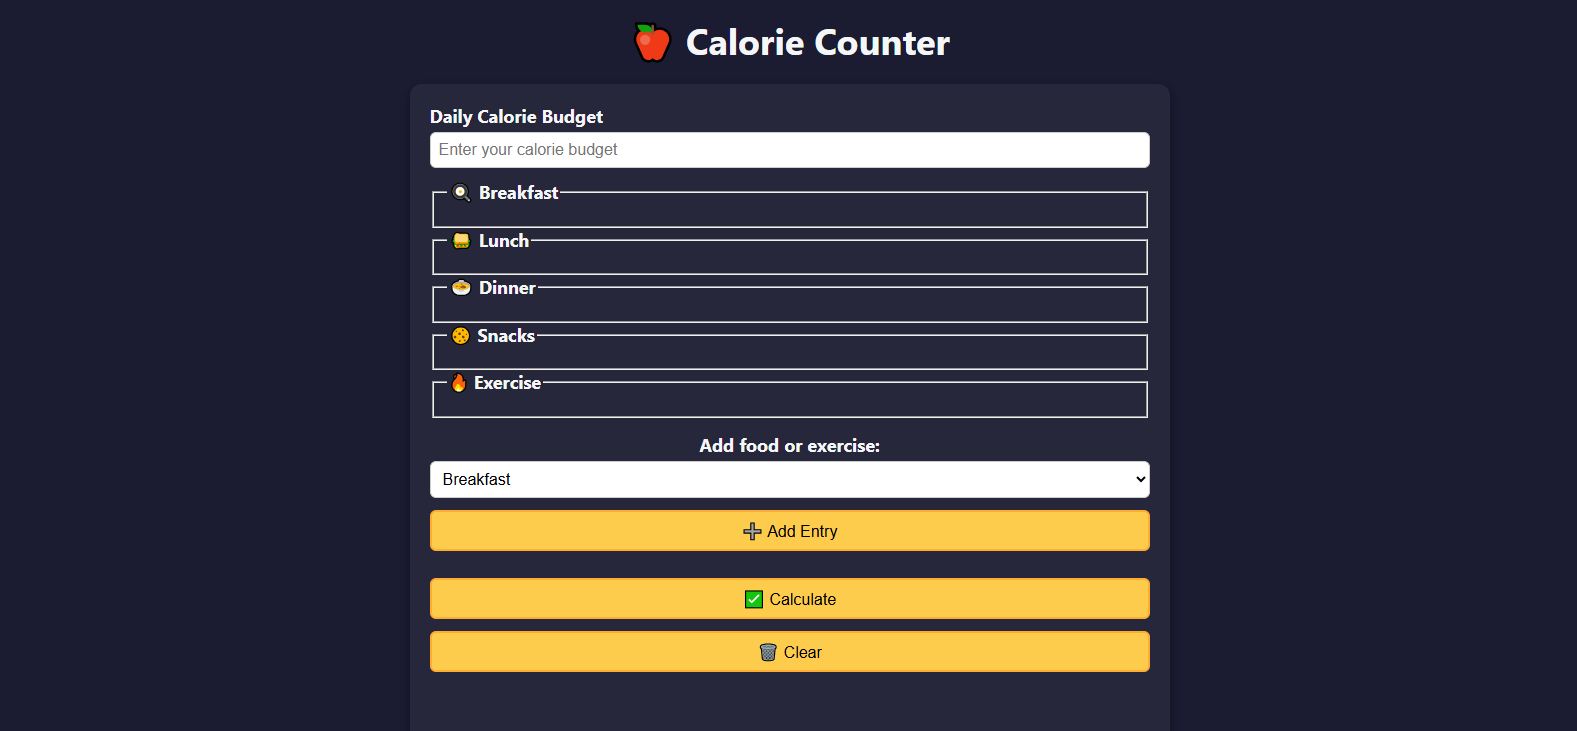 Calorie Counter
Daily Calorie Budget
Enter your calorie budget
Breakfast
Lunch
Dinner
Snacks
Exercise
Add food or exercise:
Breakfast
Add Entry
Calculate
Clear